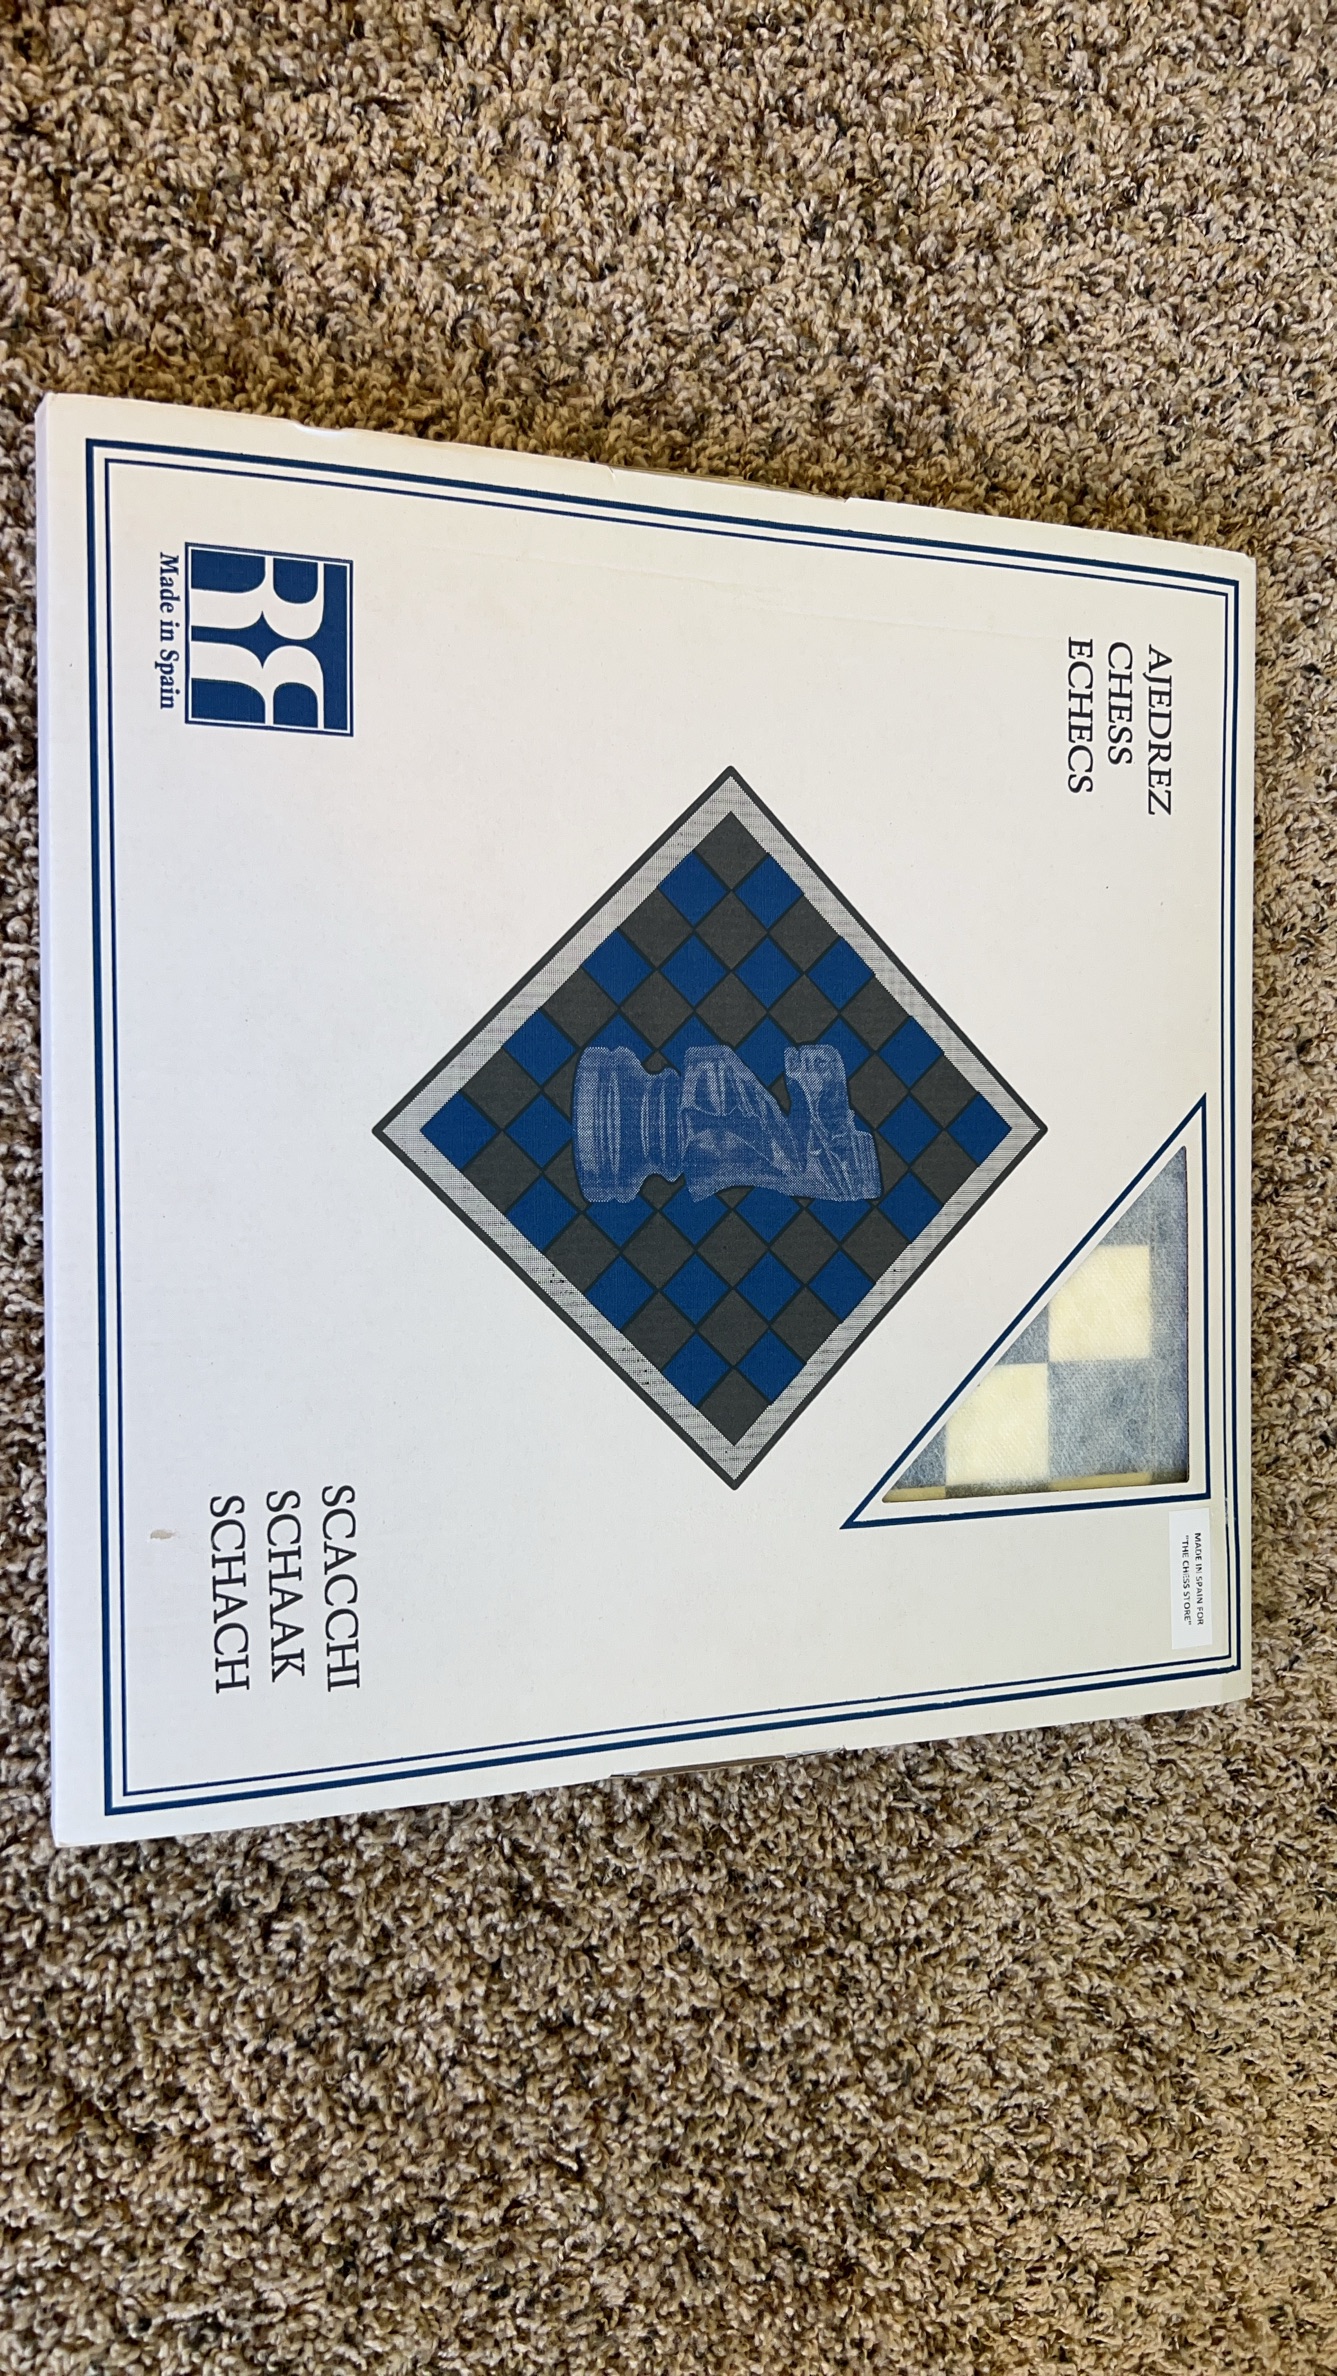 AJEDREZ
CHESS
ECHECS
MADE IN SPAIN FOR
"THE CHESS STORE"
Made in Spain
SCACCHI
SCHAAK
SCHACH